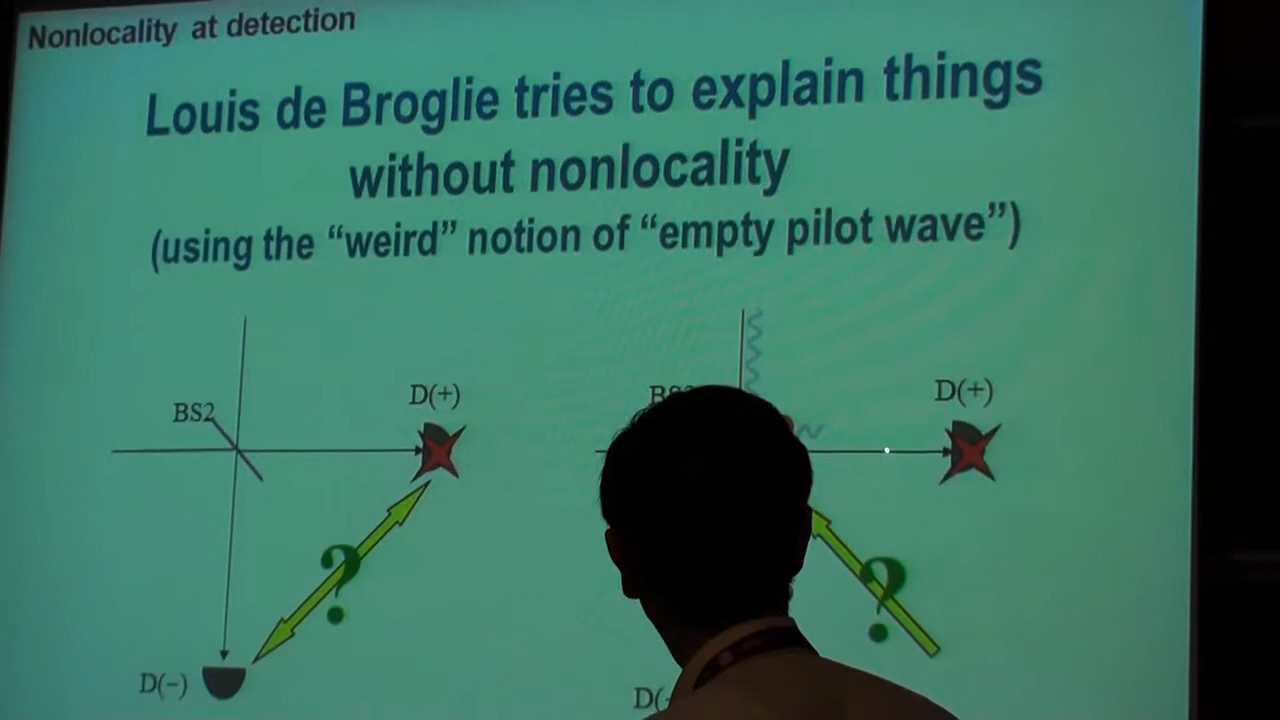 Nonlocality at detection
Louis de Broglie tries to explain things
without nonlocality
(using the “weird” notion of “empty pilot wave”)
BS2
D(+)
D(+)
?
?
D(−)